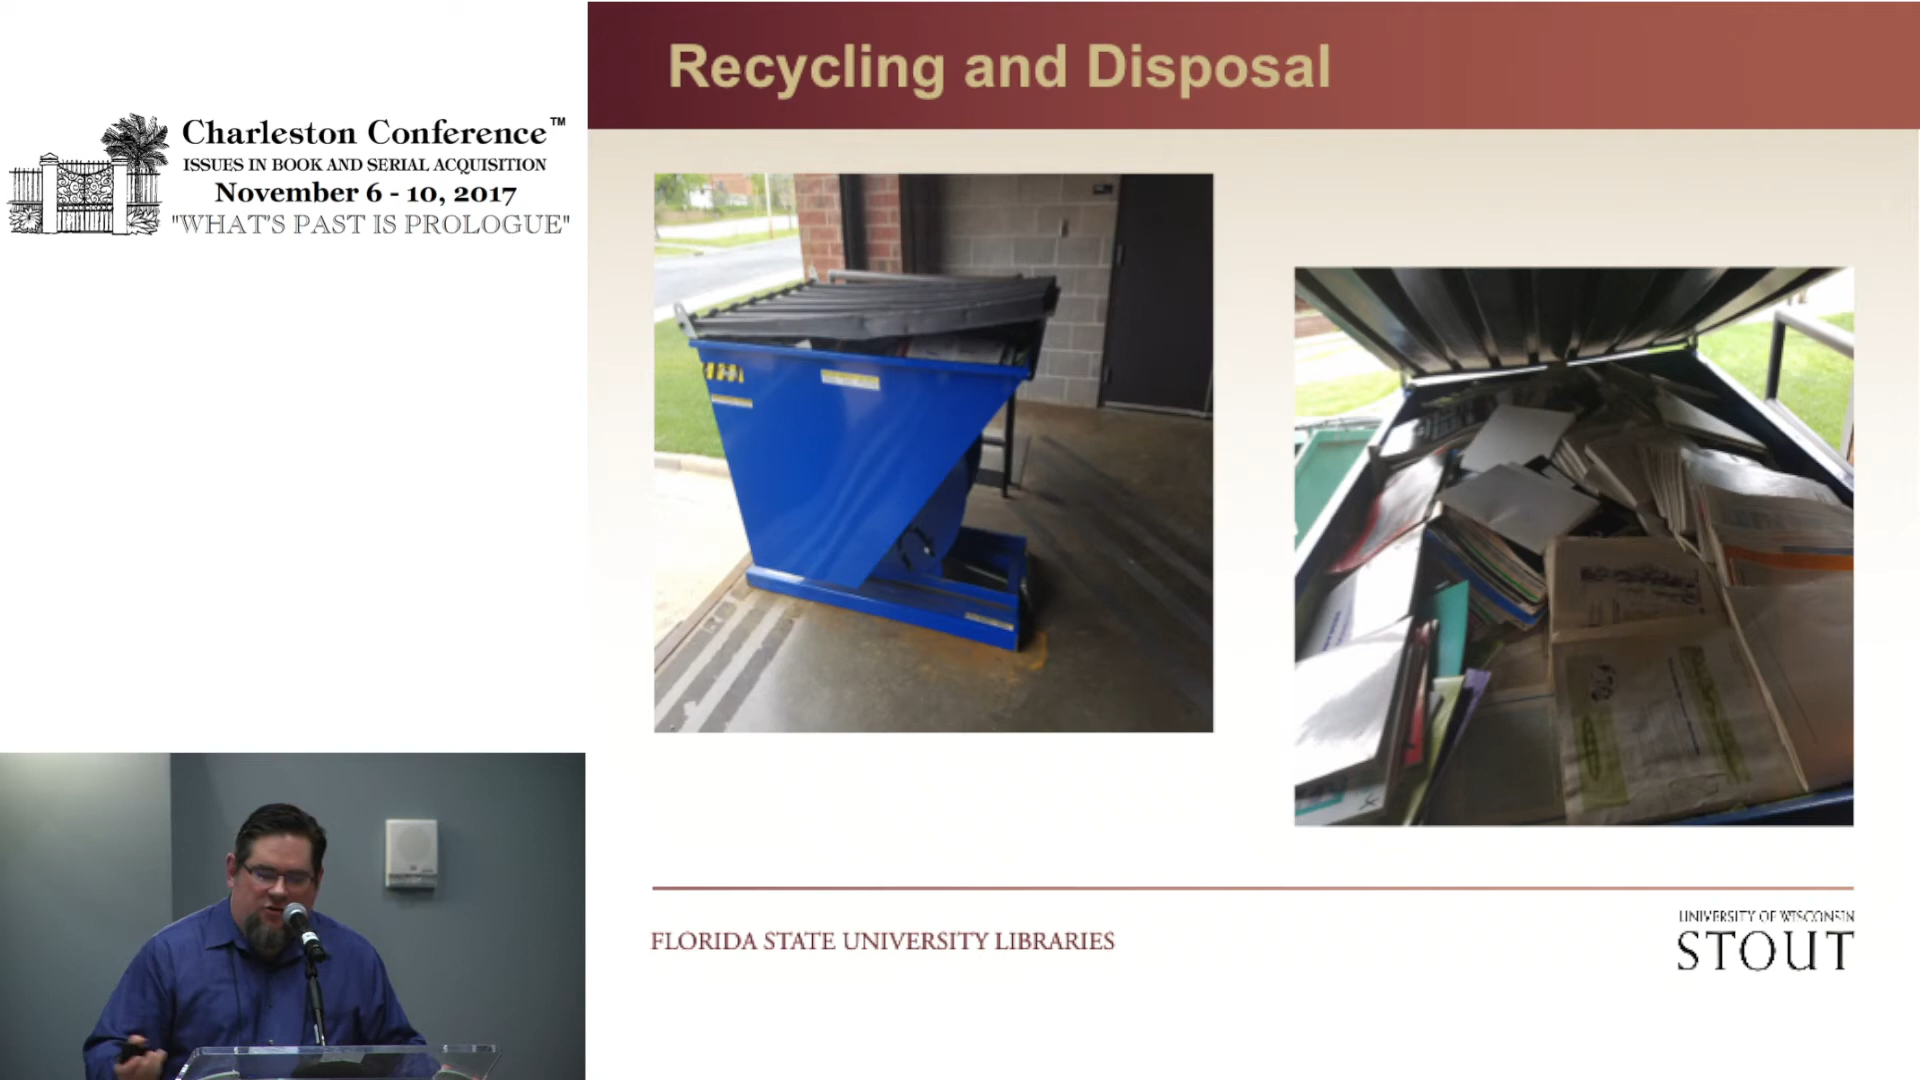 Charleston Conference™
ISSUES IN BOOK AND SERIAL ACQUISITION
November 6 - 10, 2017
"WHAT'S PAST IS PROLOGUE"
Recycling and Disposal
FLORIDA STATE UNIVERSITY LIBRARIES
UNIVERSITY OF WISCONSIN
STOUT